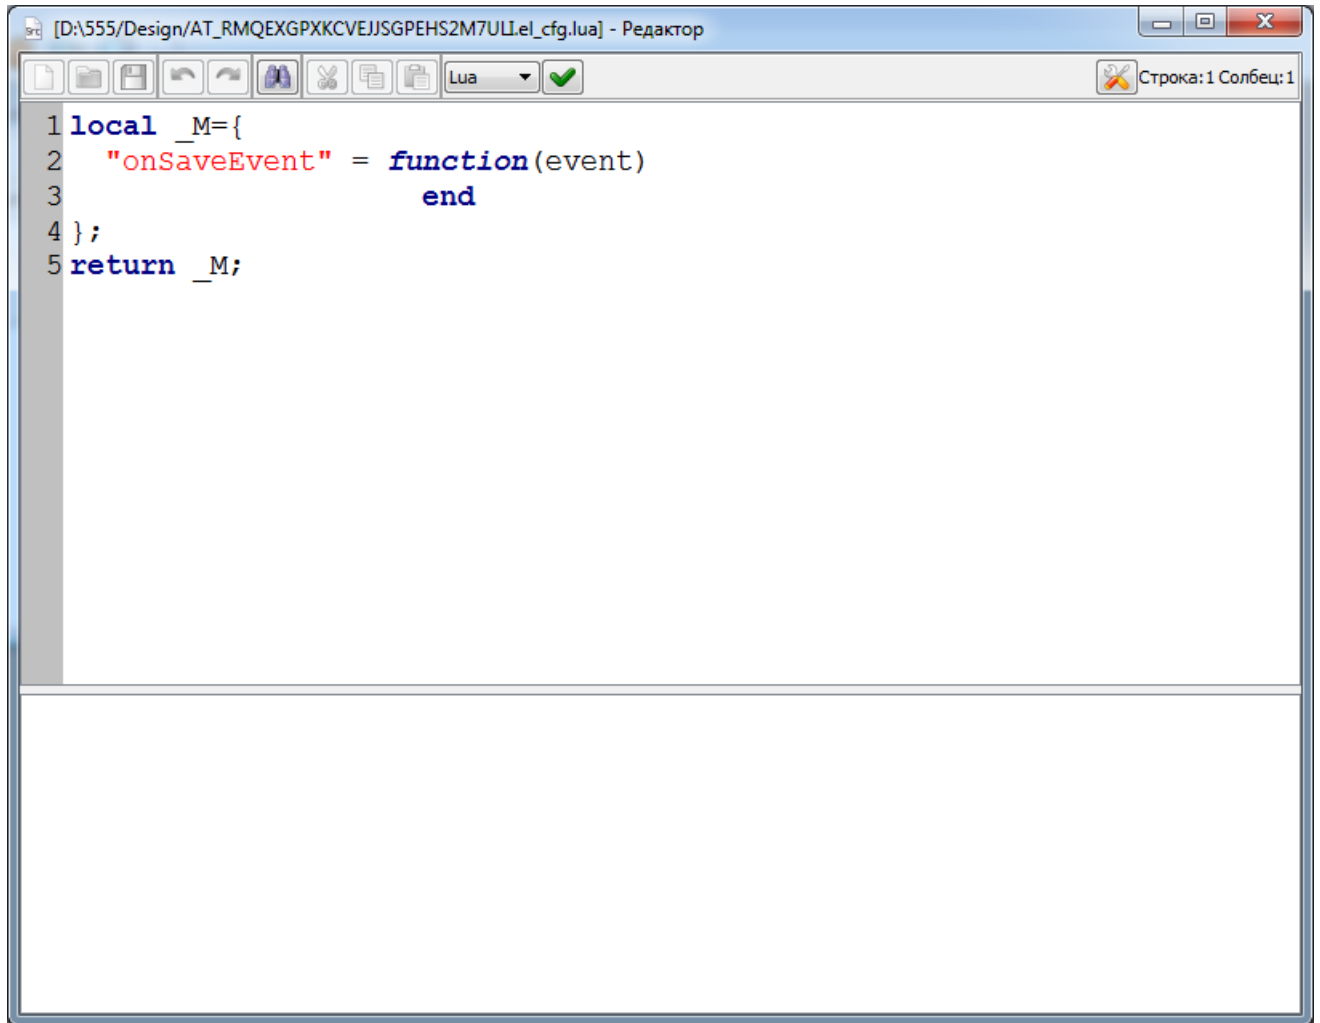 [D:\555/Design/AT_RMQEXGPXKCVEJJSGPEHS2M7ULI.el_cfg.lua] - Редактор
Lua Строка:1 Солбец:1
1 local _M={
2 "onSaveEvent" = function(event)
3 end
4 };
5 return _M;